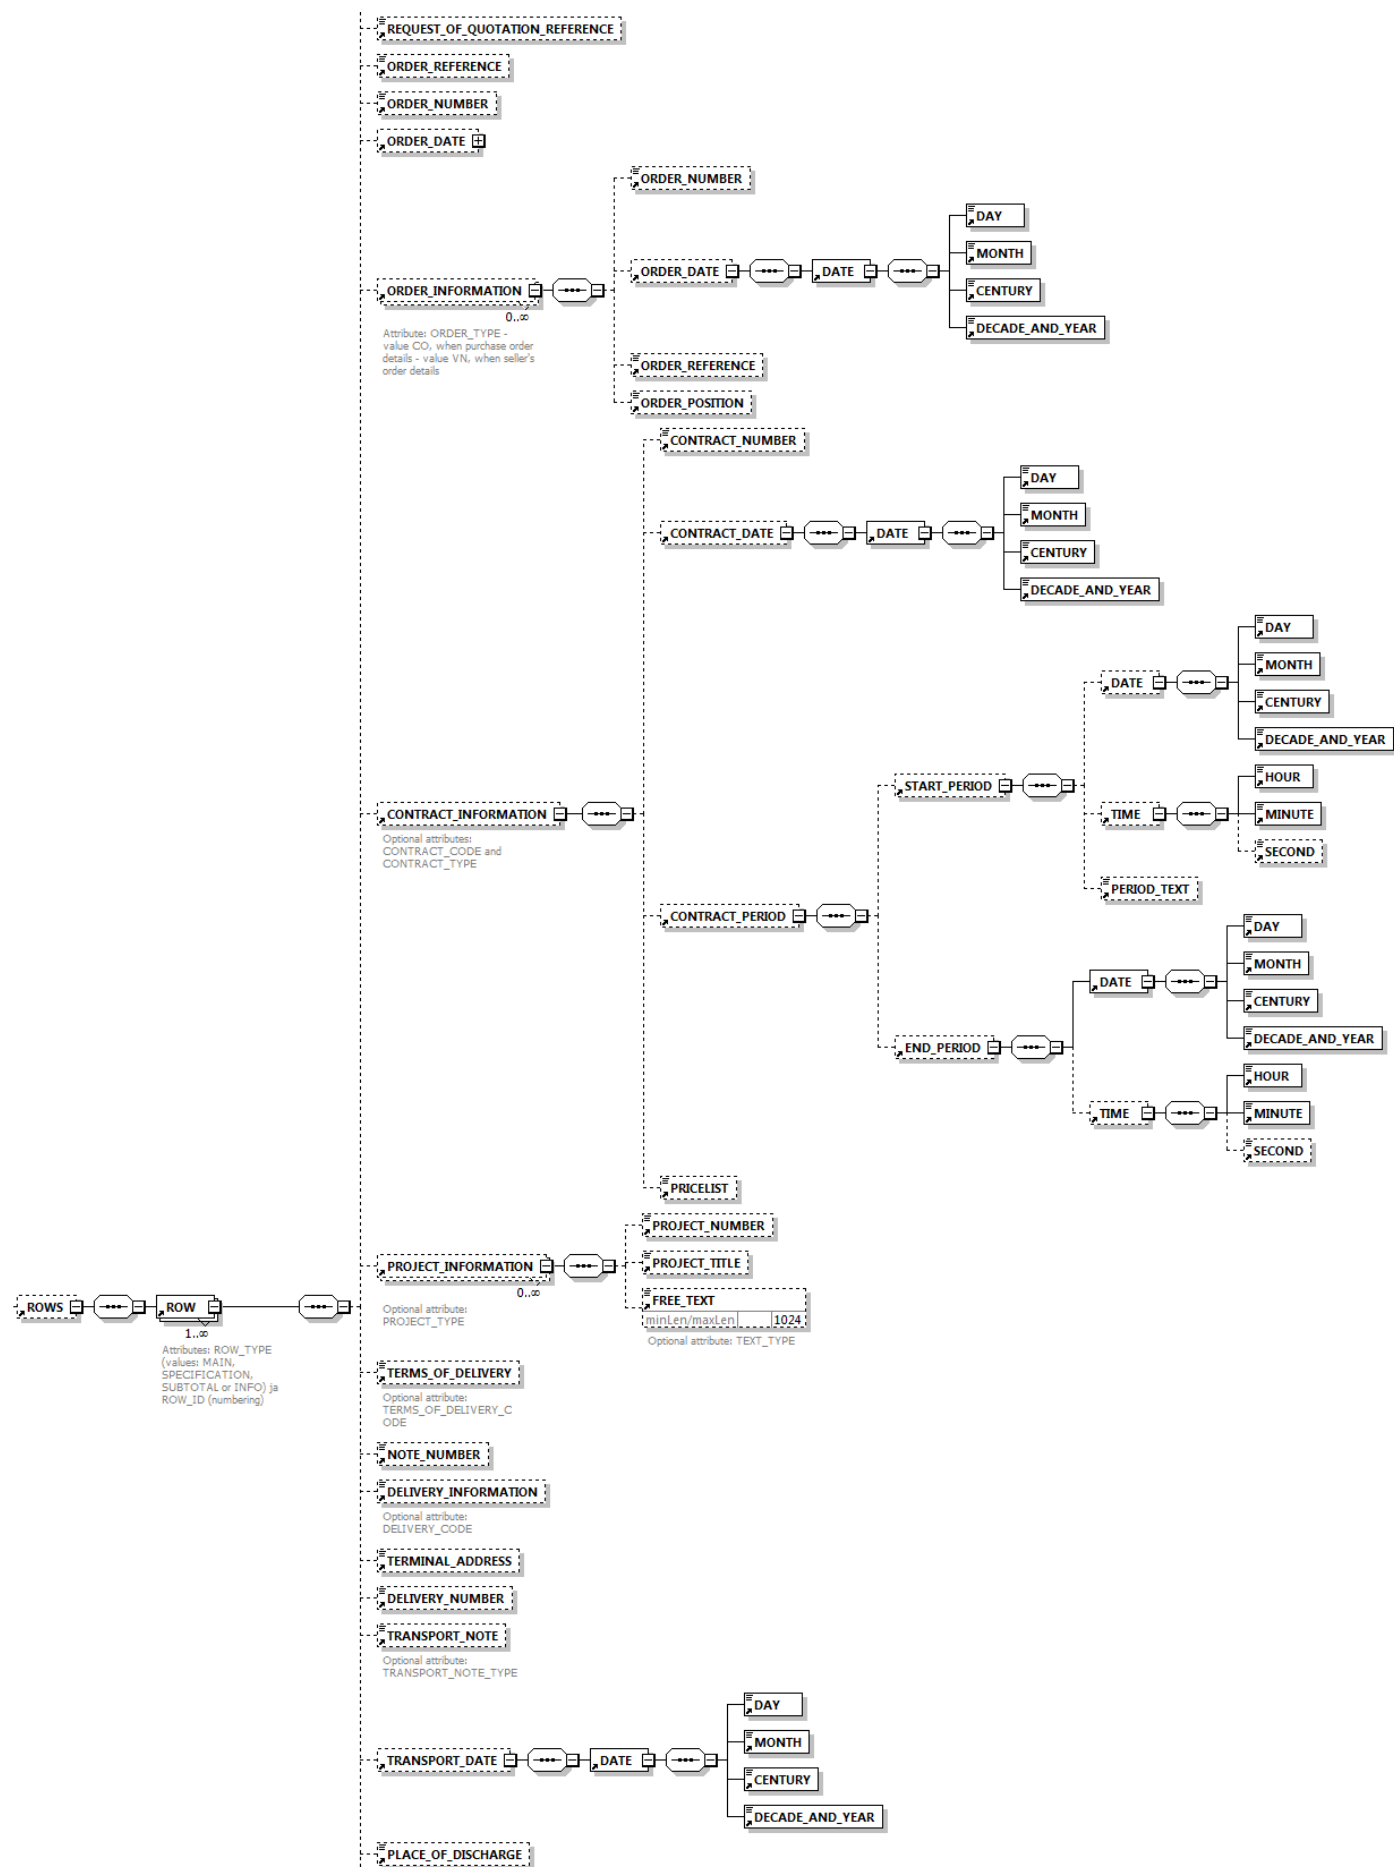 REQUEST_OF_QUOTATION_REFERENCE
ORDER_REFERENCE
ORDER_NUMBER
ORDER_DATE
ORDER_NUMBER
DAY
MONTH
ORDER_DATE
DATE
CENTURY
ORDER_INFORMATION
0..∞
DECADE_AND_YEAR
Attribute: ORDER_TYPE -
value CO, when purchase order
details - value VN, when seller's
order details
ORDER_REFERENCE
ORDER_POSITION
CONTRACT_NUMBER
DAY
MONTH
CONTRACT_DATE
DATE
CENTURY
DECADE_AND_YEAR
DAY
MONTH
DATE
CENTURY
DECADE_AND_YEAR
HOUR
START_PERIOD
CONTRACT_INFORMATION
TIME
MINUTE
Optional attributes:
CONTRACT_CODE and
CONTRACT_TYPE
SECOND
PERIOD_TEXT
CONTRACT_PERIOD
DAY
MONTH
DATE
CENTURY
DECADE_AND_YEAR
END_PERIOD
HOUR
TIME
MINUTE
SECOND
PRICELIST
PROJECT_NUMBER
PROJECT_TITLE
PROJECT_INFORMATION
0..∞
FREE_TEXT
minLen/maxLen 1024
Optional attribute: TEXT_TYPE
Optional attribute:
PROJECT_TYPE
ROWS
ROW
1..∞
Attributes: ROW_TYPE
(values: MAIN,
SPECIFICATION,
SUBTOTAL or INFO) ja
ROW_ID (numbering)
TERMS_OF_DELIVERY
Optional attribute:
TERMS_OF_DELIVERY_C
ODE
NOTE_NUMBER
DELIVERY_INFORMATION
Optional attribute:
DELIVERY_CODE
TERMINAL_ADDRESS
DELIVERY_NUMBER
TRANSPORT_NOTE
Optional attribute:
TRANSPORT_NOTE_TYPE
DAY
MONTH
TRANSPORT_DATE
DATE
CENTURY
DECADE_AND_YEAR
PLACE_OF_DISCHARGE